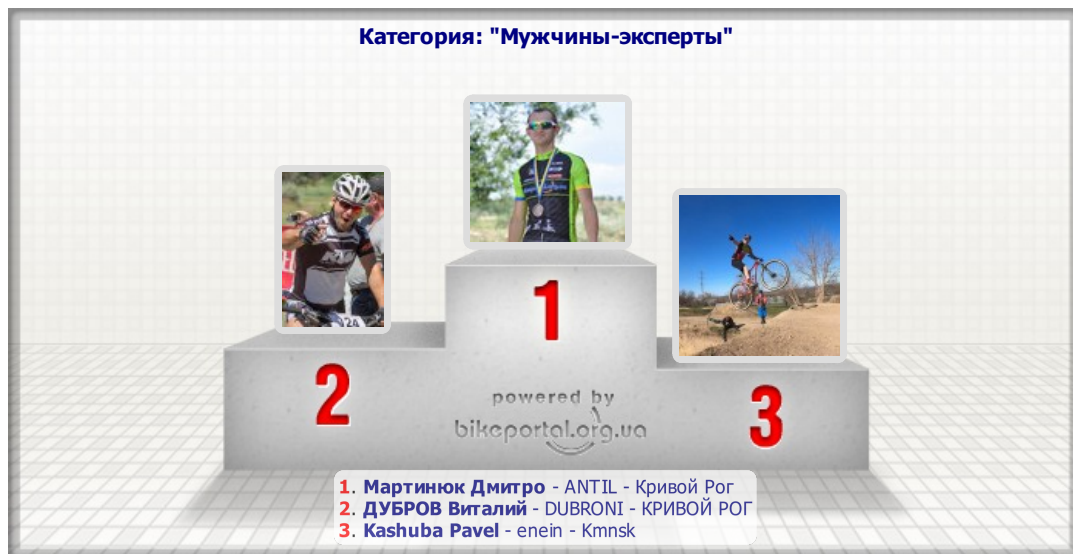 Категория: "Мужчины-эксперты"
1
2
3
24
powered by
bikeportal.org.ua
1. Мартинюк Дмитро - ANTIL - Кривой Рог
2. ДУБРОВ Виталий - DUBRONI - КРИВОЙ РОГ
3. Kashuba Pavel - enein - Kmnsk